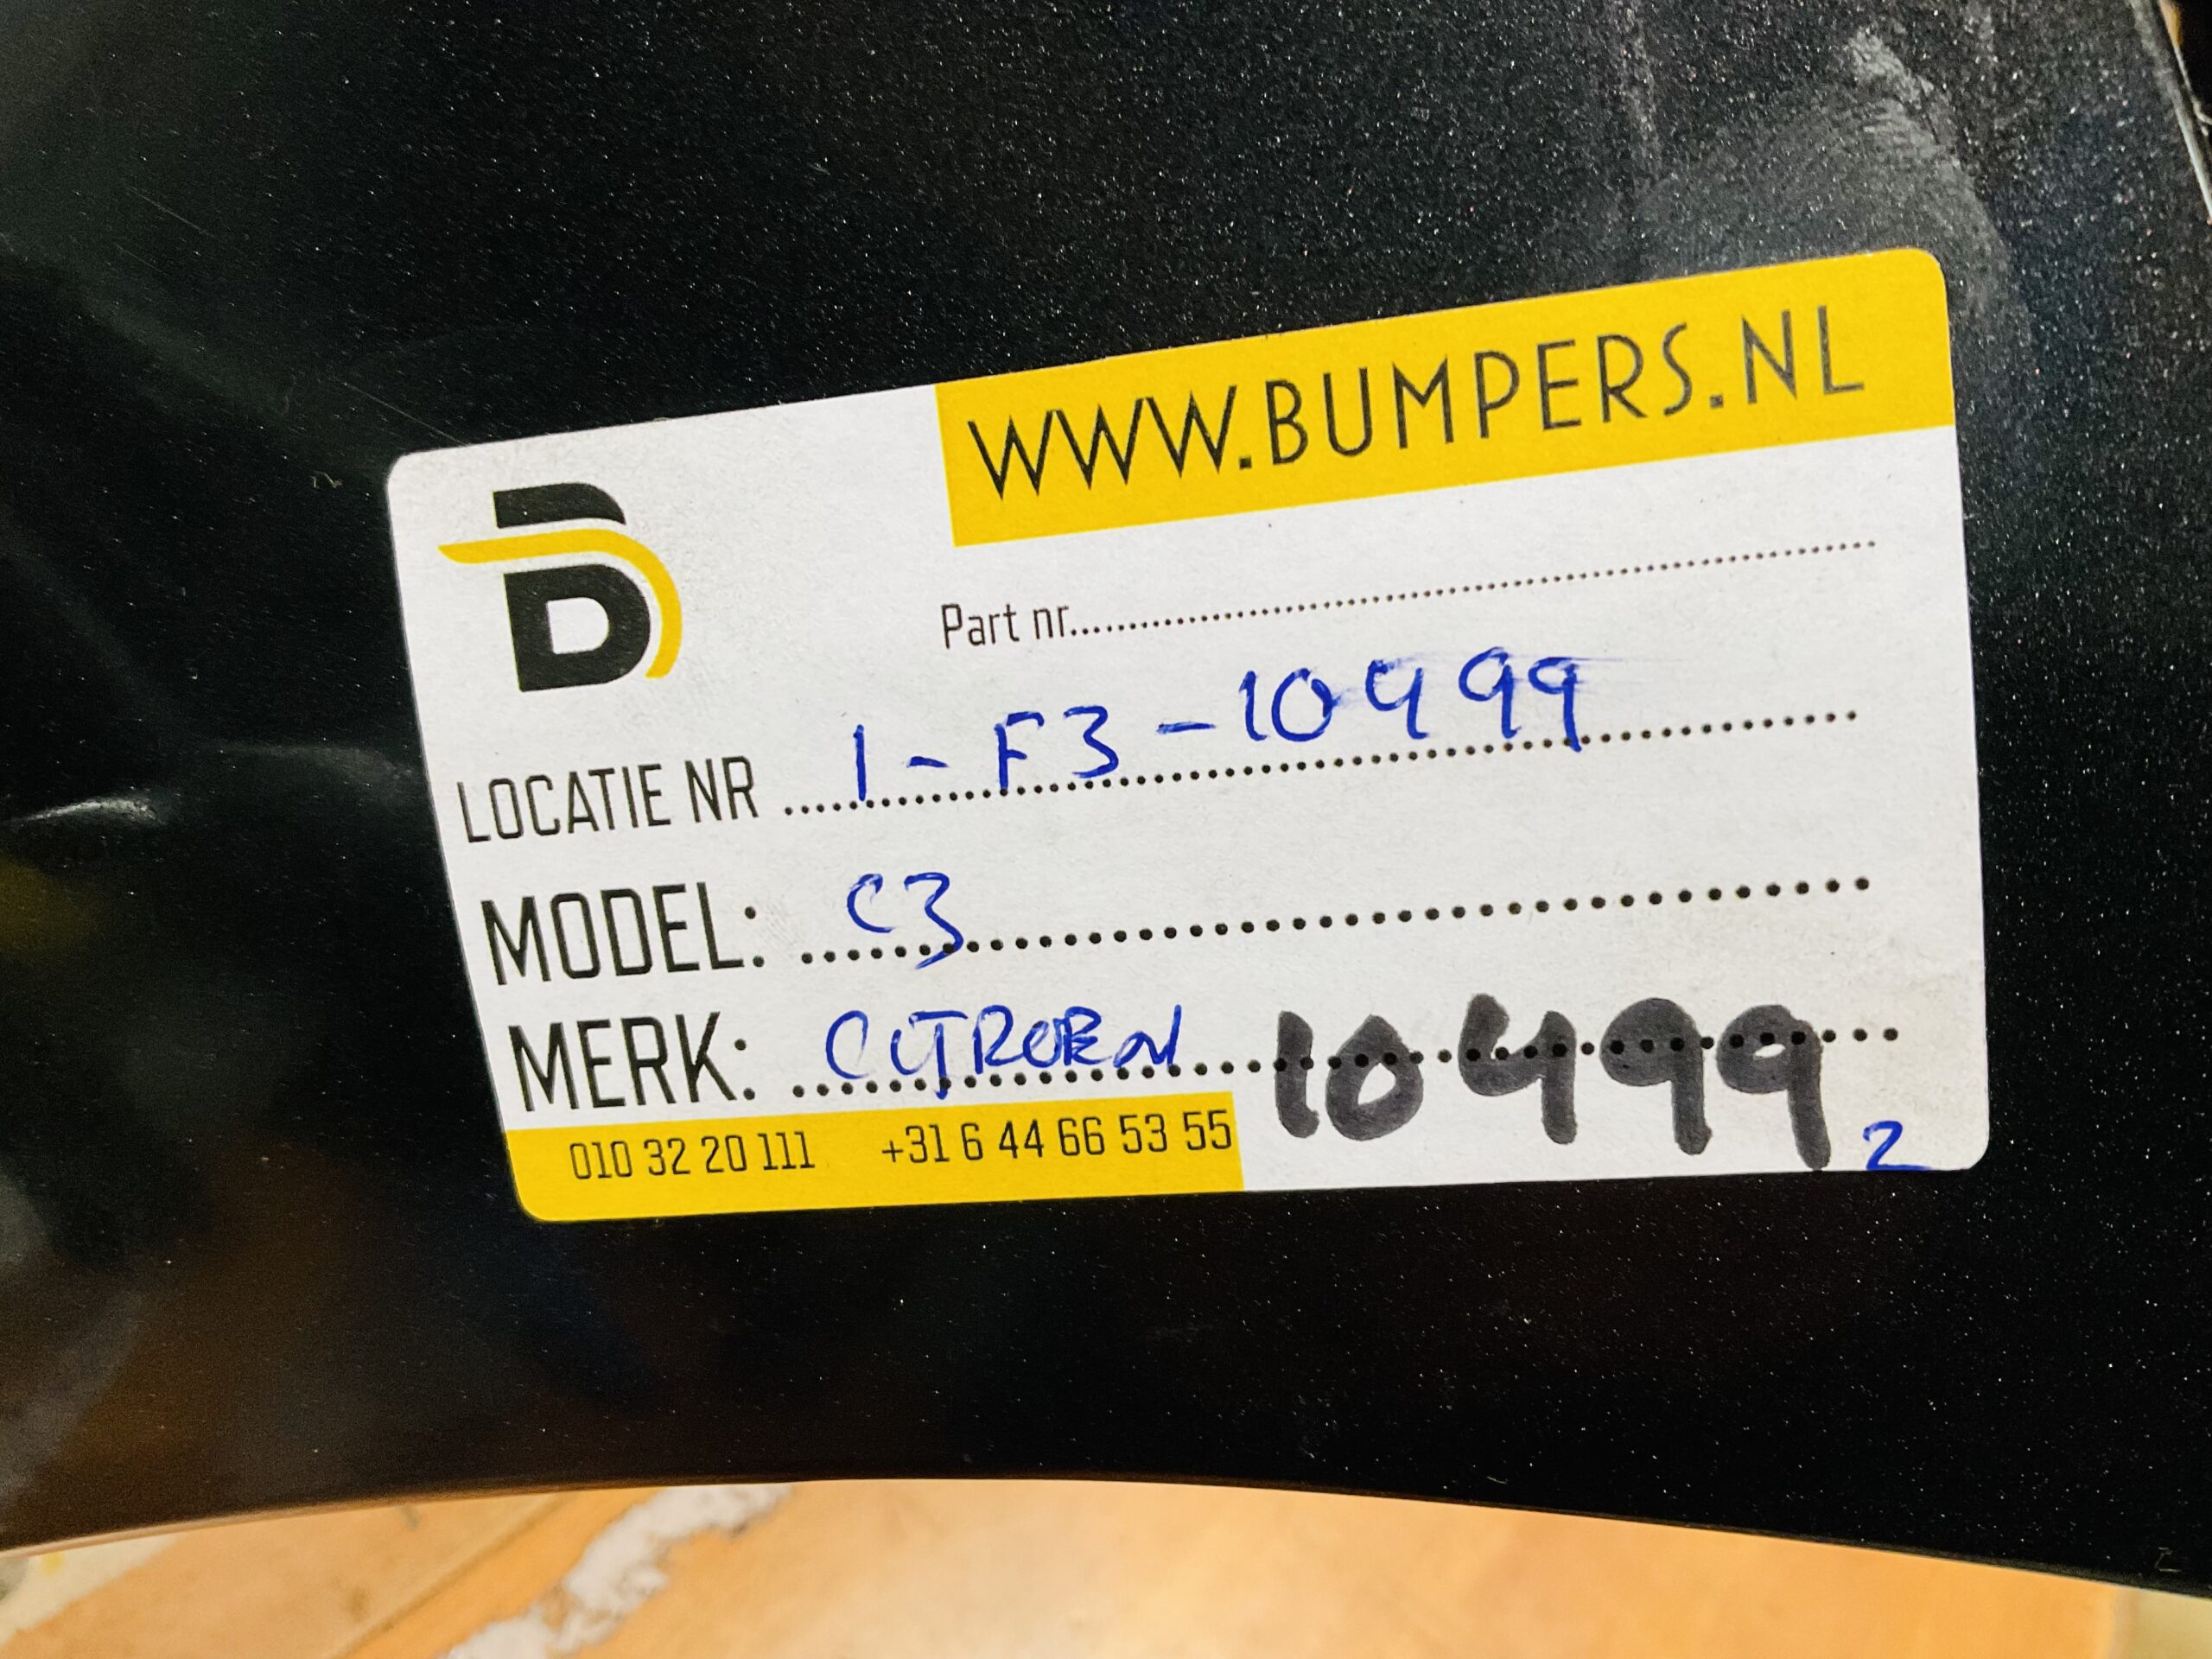 WWW.BUMPERS.NL
B
Part nr.........................................................
LOCATIE NR 1-F3-10499
MODEL: C3
MERK: CITROEN 10499
010 32 20 111 +31 6 44 66 53 55 2